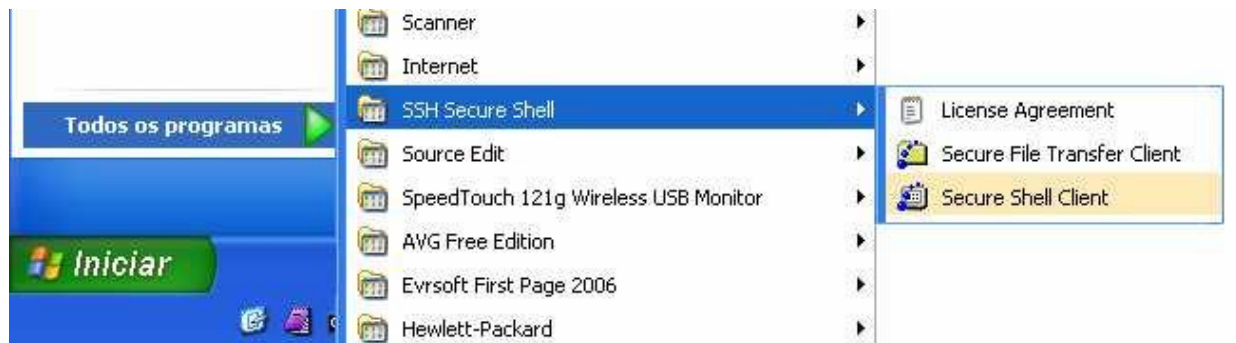 Scanner
Internet
SSH Secure Shell
Source Edit
SpeedTouch 121g Wireless USB Monitor
AVG Free Edition
Evrsoft First Page 2006
Hewlett-Packard
License Agreement
Secure File Transfer Client
Secure Shell Client
Todos os programas
Iniciar